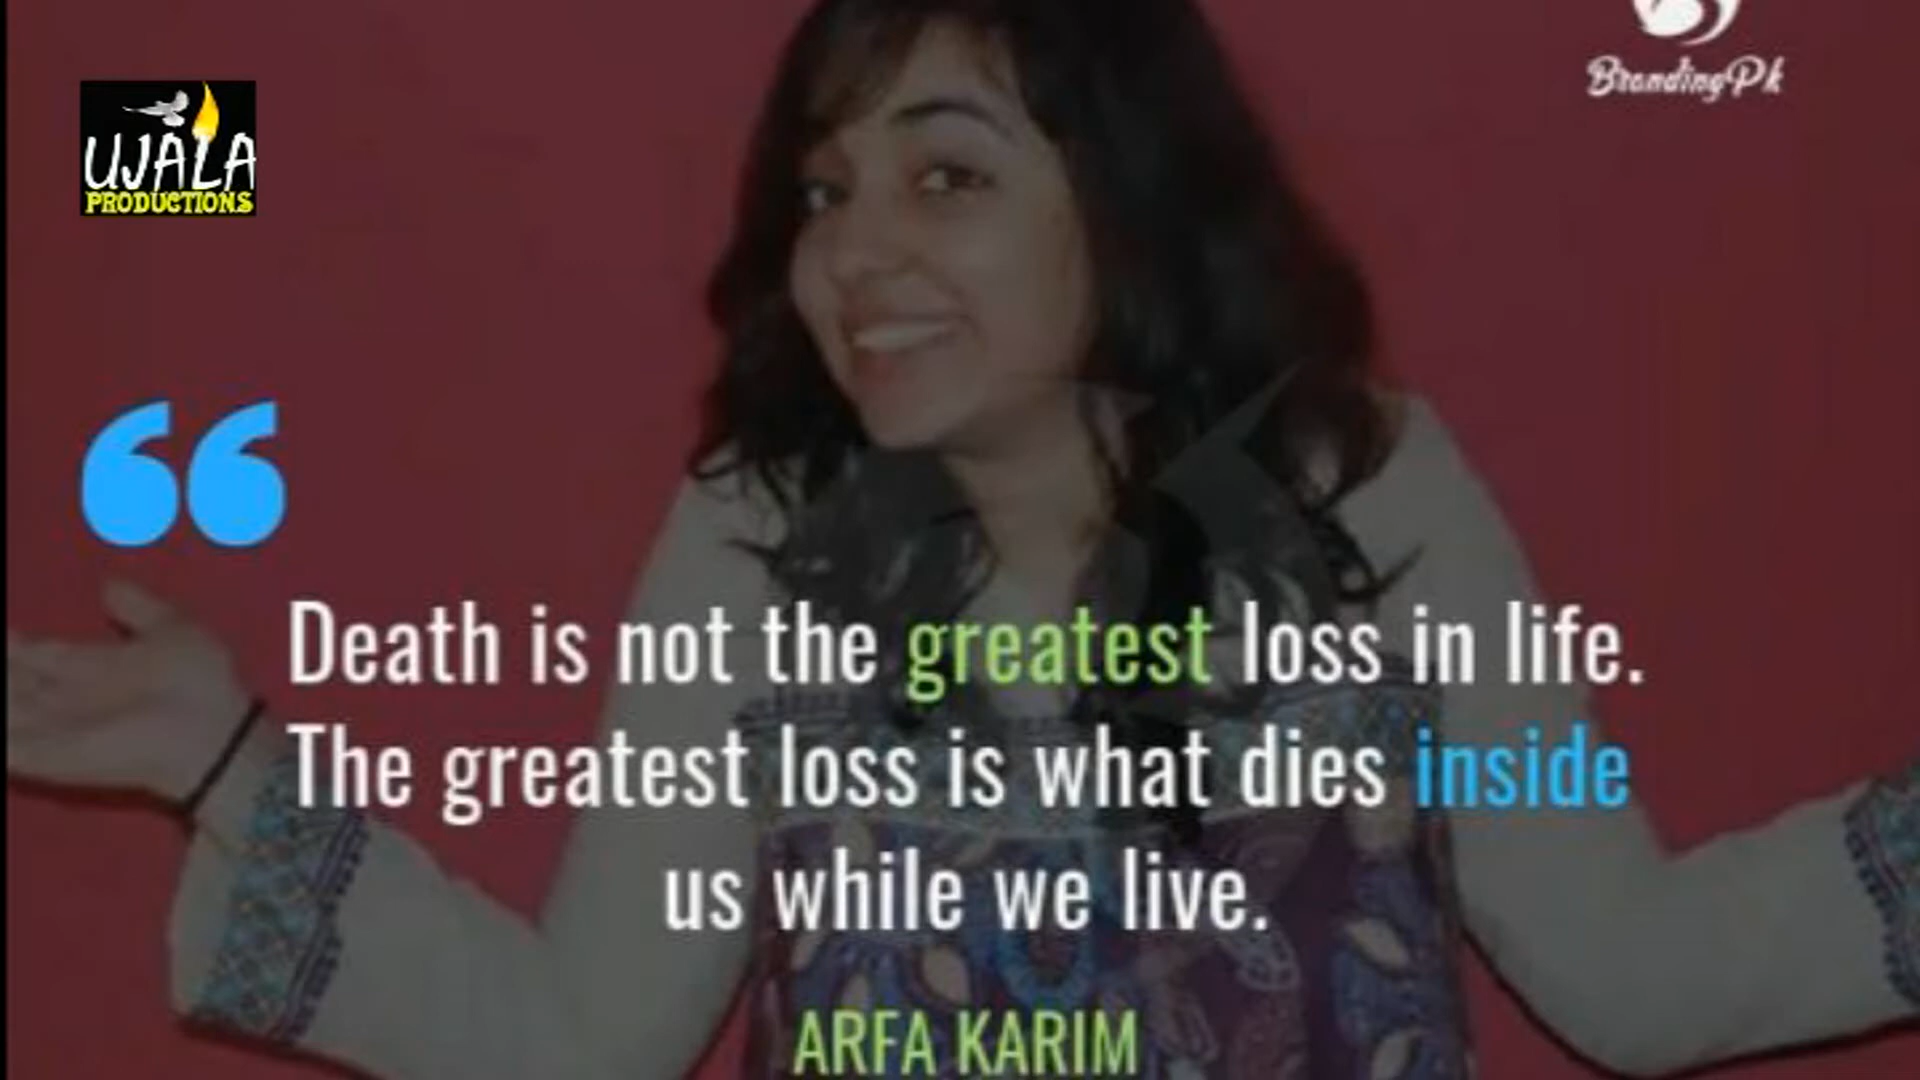 BrandingPk
UJALA
PRODUCTIONS
“
Death is not the greatest loss in life.
The greatest loss is what dies inside
us while we live.
ARFA KARIM